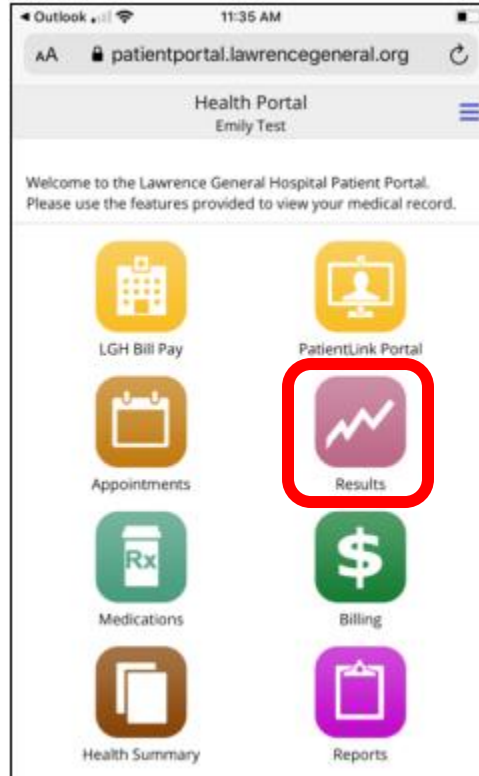 ◄ Outlook 11:35 AM
AA patientportal.lawrencegeneral.org
Health Portal
Emily Test
Welcome to the Lawrence General Hospital Patient Portal.
Please use the features provided to view your medical record.
LGH Bill Pay PatientLink Portal
Appointments Results
Rx $
Medications Billing
Health Summary Reports